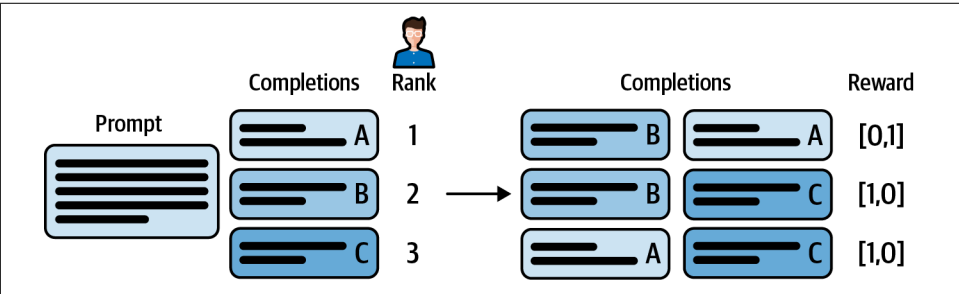 Completions Rank Completions Reward
Prompt
A 1 B A [0,1]
B 2 B C [1,0]
C 3 A C [1,0]